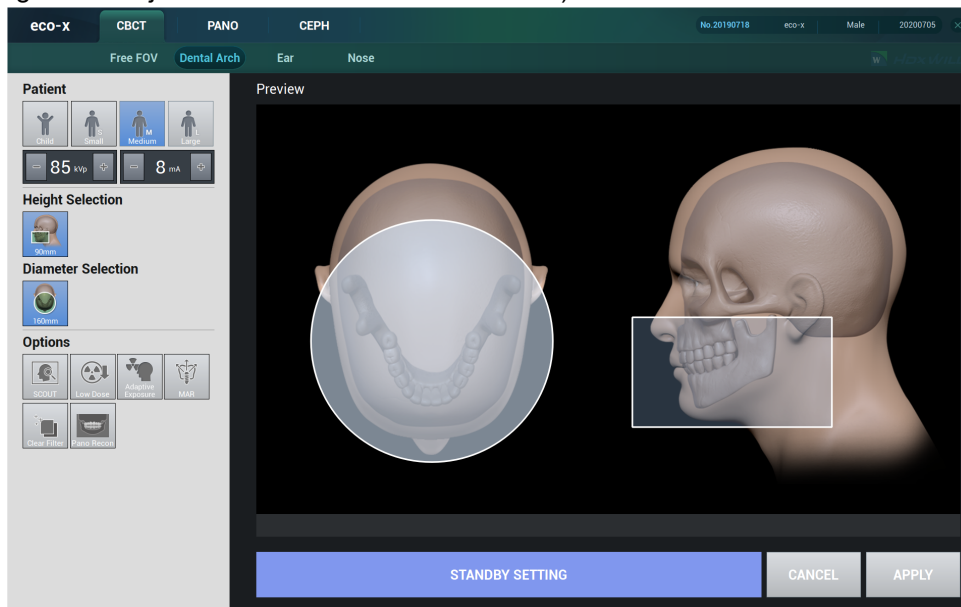 eco-x CBCT PANO CEPH No.20190718 eco-x Male 20200705
Free FOV Dental Arch Ear Nose
Patient
Preview
Child
S
Small
M
Medium
L
Large
- 85 kVp + - 8 mA +
Height Selection
90mm
Diameter Selection
160mm
Options
SCOUT
Low Dose
Adaptive
Exposure
MAR
Clear Filter
Pano Recon
STANDBY SETTING CANCEL APPLY